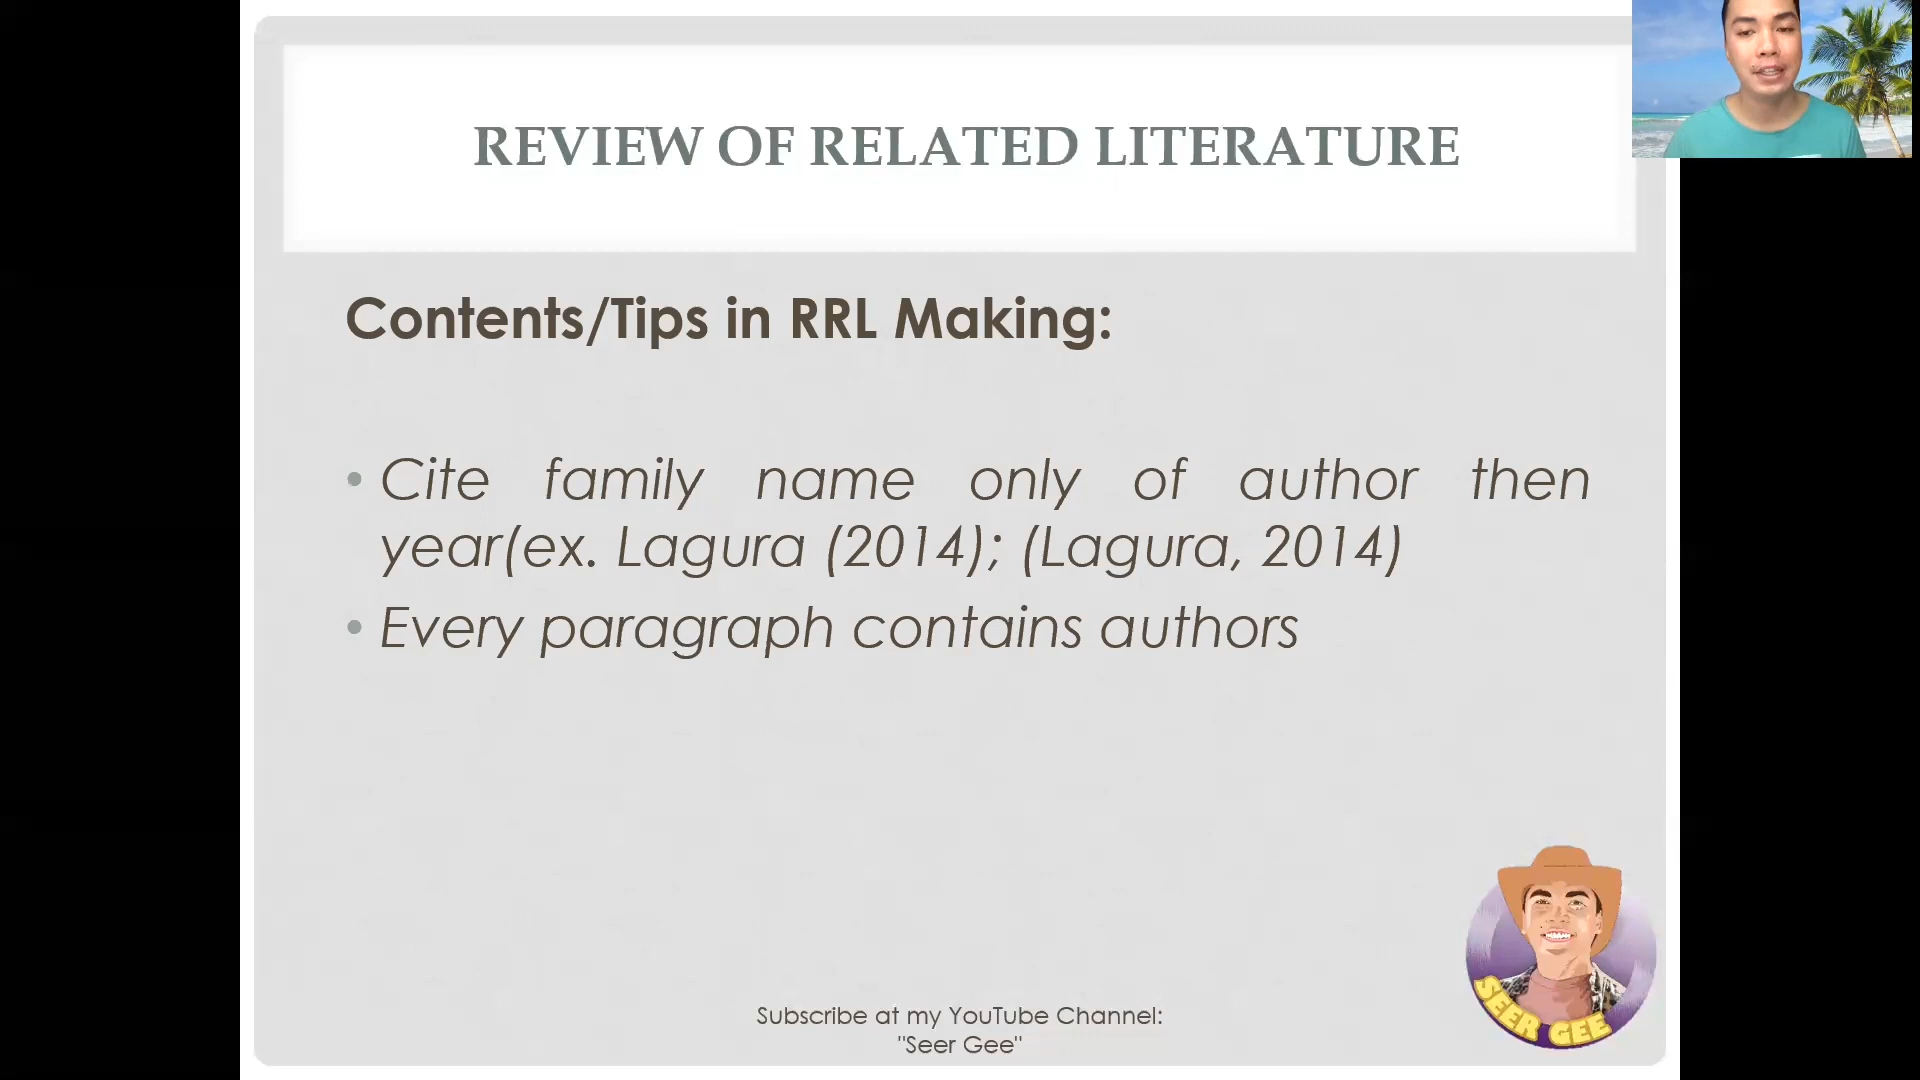 REVIEW OF RELATED LITERATURE
Contents/Tips in RRL Making:
• Cite family name only of author then
year(ex. Lagura (2014); (Lagura, 2014)
• Every paragraph contains authors
SEER GEE
Subscribe at my YouTube Channel:
"Seer Gee"